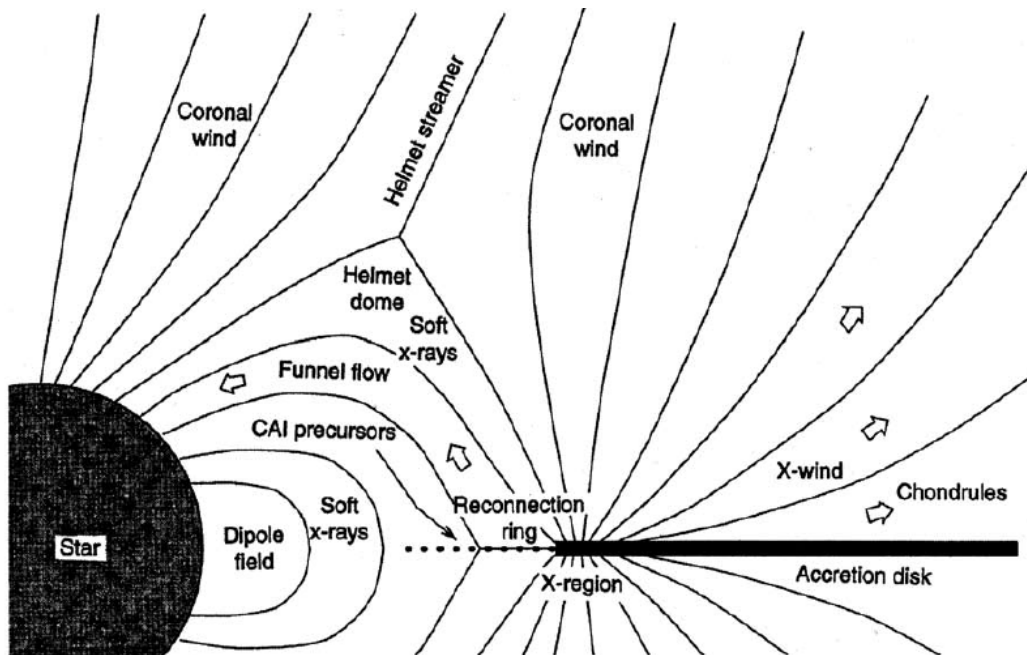 Coronal
wind
Helmet streamer
Coronal
wind
Helmet
dome
Soft
x-rays
Funnel flow
CAI precursors
X-wind
Chondrules
Reconnection
ring
Soft
x-rays
Dipole
field
Star
X-region
Accretion disk